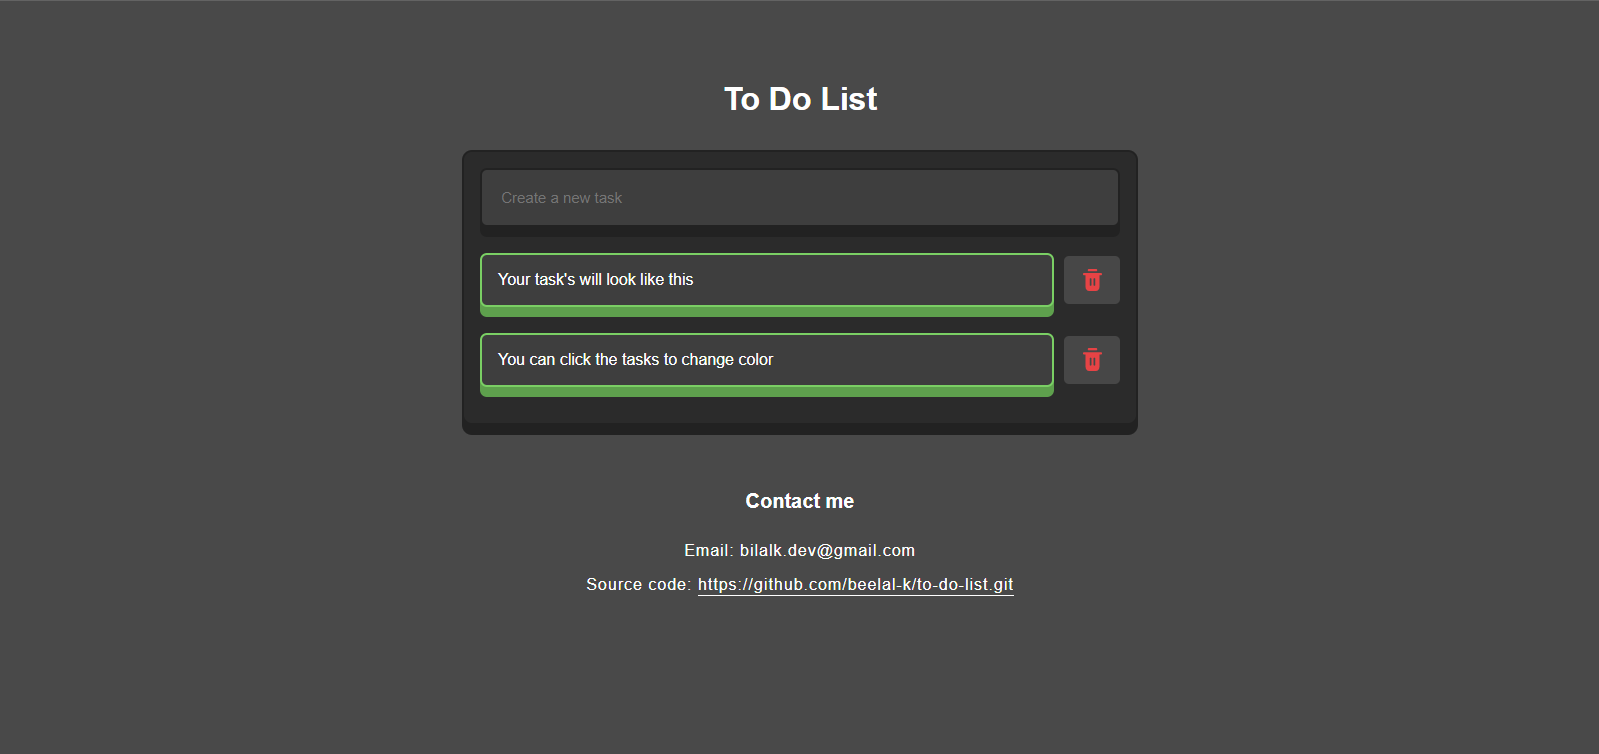 To Do List
Create a new task
Your task's will look like this
You can click the tasks to change color
Contact me
Email: bilalk.dev@gmail.com
Source code: https://github.com/beelal-k/to-do-list.git